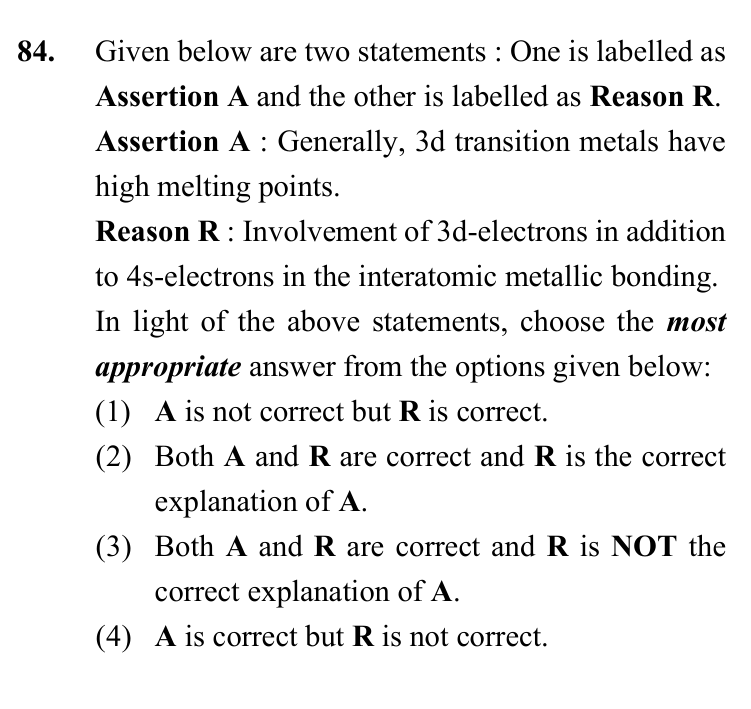 84. Given below are two statements : One is labelled as
Assertion A and the other is labelled as Reason R.
Assertion A : Generally, 3d transition metals have
high melting points.
Reason R : Involvement of 3d-electrons in addition
to 4s-electrons in the interatomic metallic bonding.
In light of the above statements, choose the most
appropriate answer from the options given below:
(1) A is not correct but R is correct.
(2) Both A and R are correct and R is the correct
explanation of A.
(3) Both A and R are correct and R is NOT the
correct explanation of A.
(4) A is correct but R is not correct.